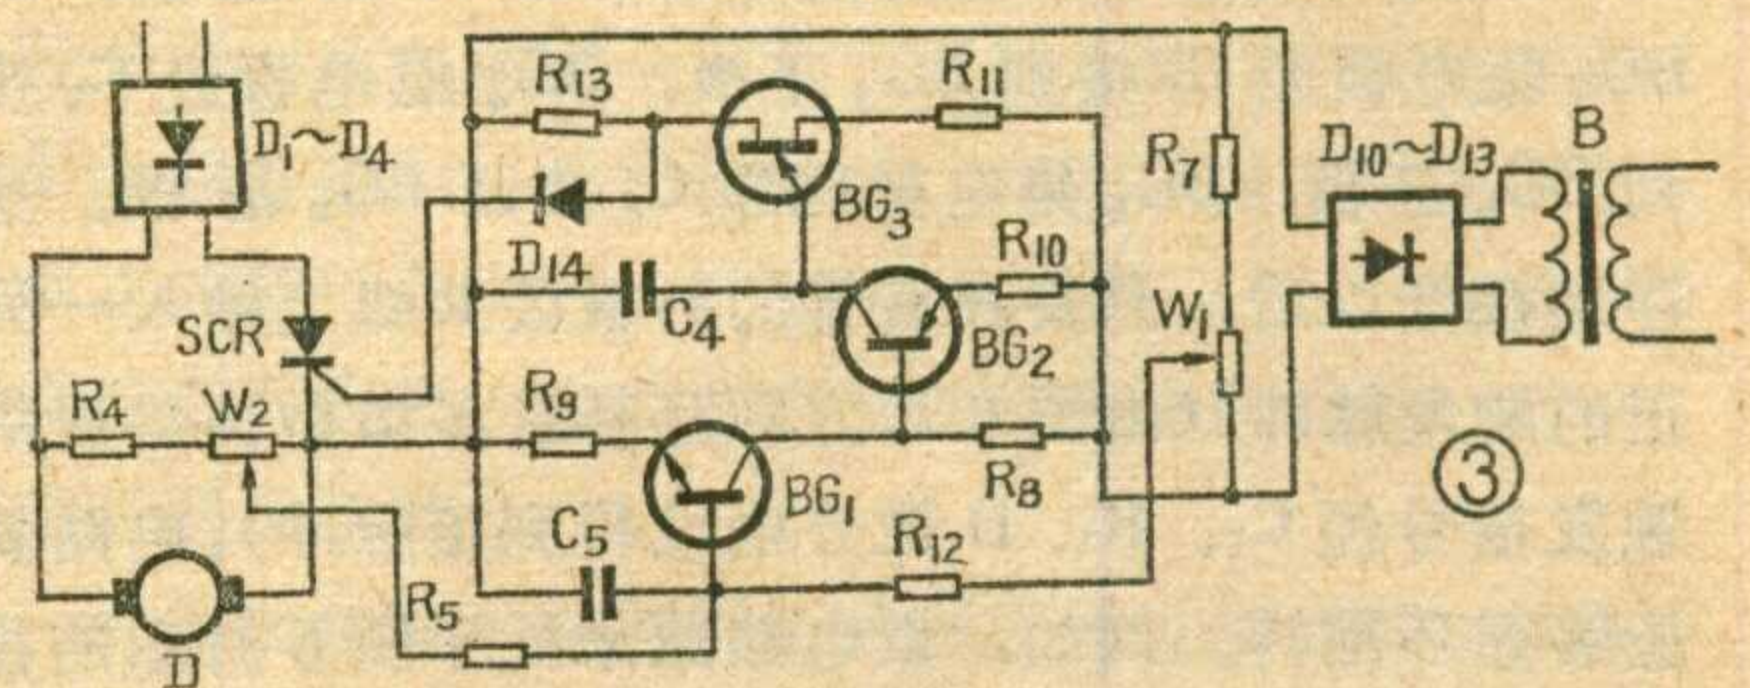 D₁～D₄
R₁₃
R₁₁
BG₃
D₁₄
C₄
R₁₀
BG₂
R₇
W₁
D₁₀～D₁₃
B
SCR
R₄
W₂
R₉
BG₁
R₈
C₅
R₁₂
R₅
D
③